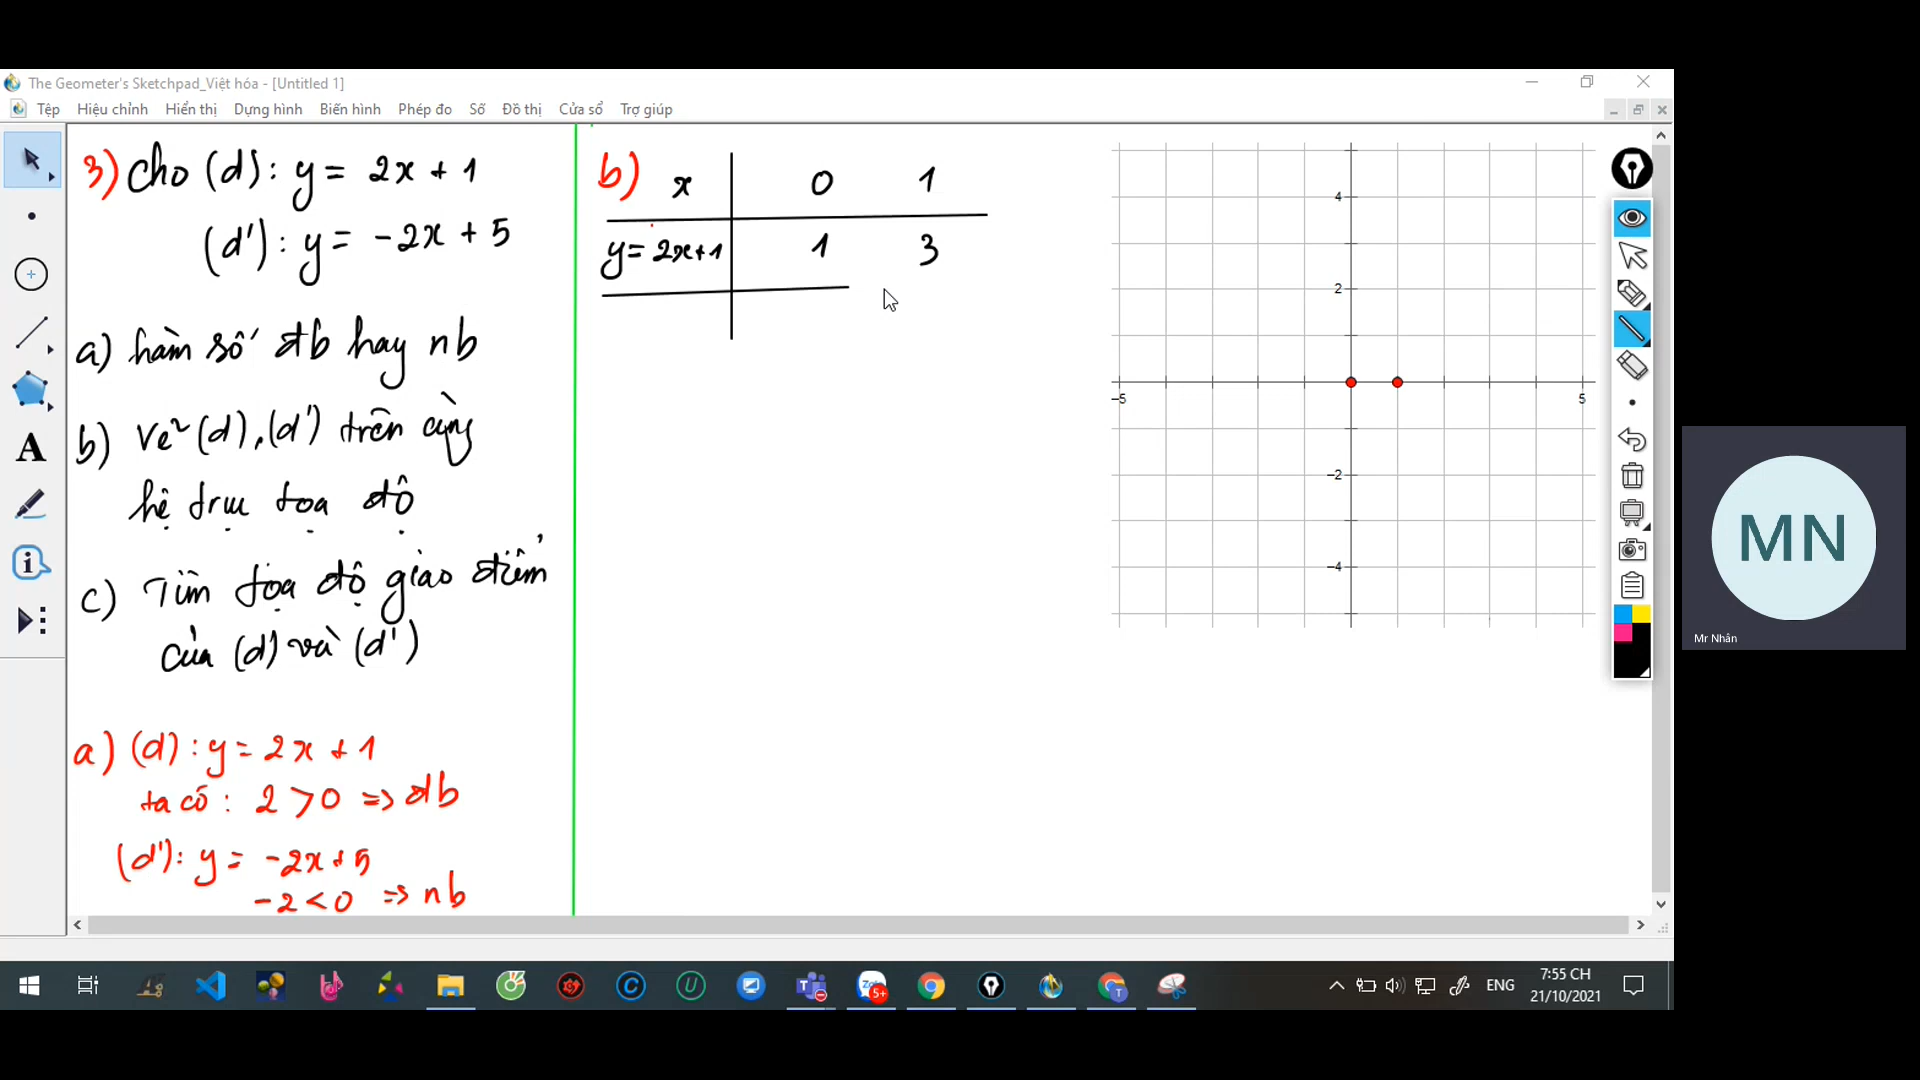 The Geometer's Sketchpad_Việt hóa - [Untitled 1]
Tệp Hiệu chỉnh Hiển thị Dựng hình Biến hình Phép đo Số Đồ thị Cửa sổ Trợ giúp
3) Cho (d): y = 2x + 1
(d'): y = -2x + 5
a) hàm số đb hay nb
b) Vẽ (d), (d') trên cùng
hệ trục tọa độ
c) Tìm tọa độ giao điểm
của (d) và (d')
a) (d): y = 2x + 1
ta có: 2 > 0 => đb
(d'): y = -2x + 5
-2 < 0 => nb
b) x 0 1
y = 2x+1 1 3
4
2
-5 5
-2
-4
A
MN
Mr Nhân
5+
T
ENG
7:55 CH
21/10/2021